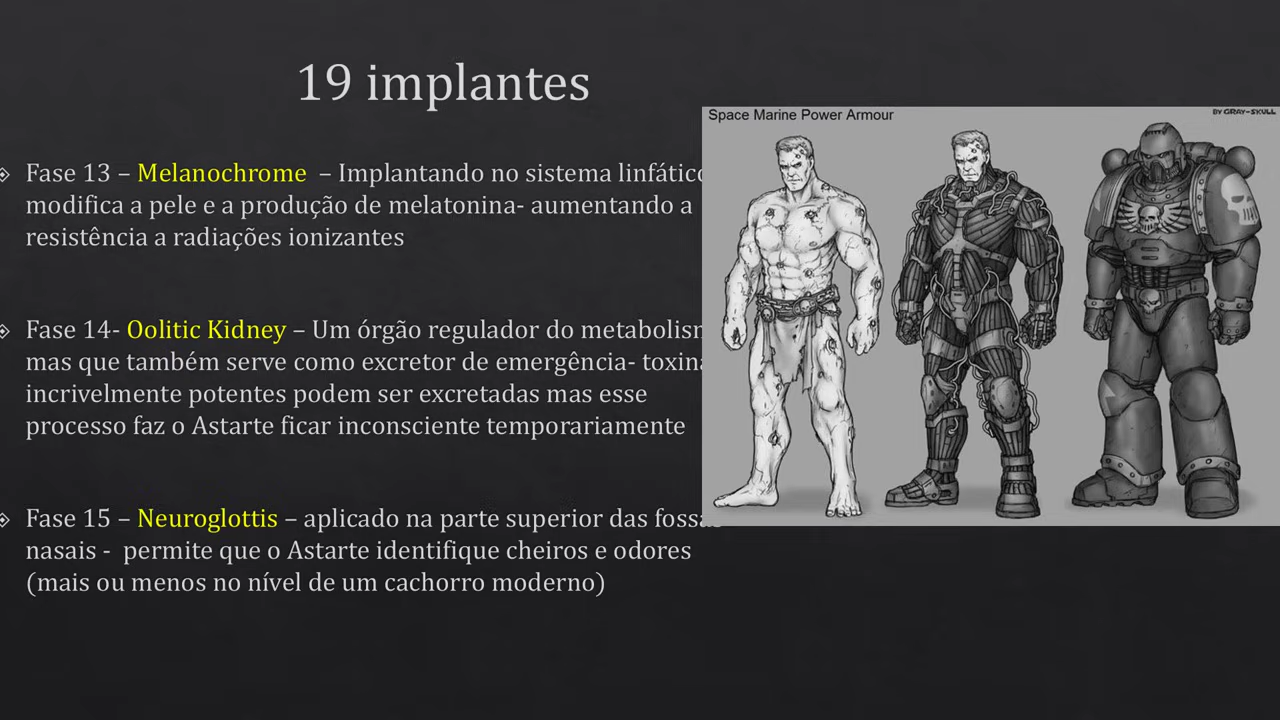 19 implantes
Fase 13 – Melanochrome – Implantando no sistema linfático
modifica a pele e a produção de melatonina- aumentando a
resistência a radiações ionizantes
Fase 14- Oolitic Kidney – Um órgão regulador do
mas que também serve como excretor de emergência-
incrivelmente potentes podem ser excretadas mas esse
processo faz o Astarte ficar inconsciente temporariamente
Fase 15 – Neuroglottis – aplicado na parte superior das fossas
nasais - permite que o Astarte identifique cheiros e odores
(mais ou menos no nível de um cachorro moderno)
Space Marine Power Armour
BY GRAY-SKULL